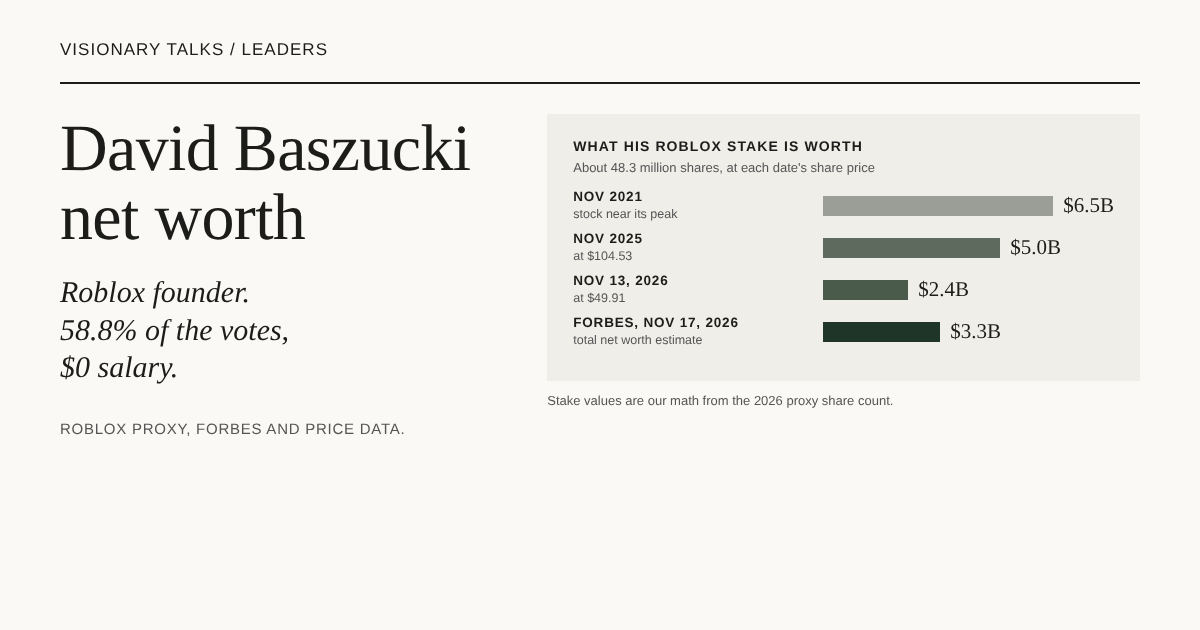 VISIONARY TALKS / LEADERS
David Baszucki
net worth
Roblox founder.
58.8% of the votes,
$0 salary.
ROBLOX PROXY, FORBES AND PRICE DATA.
WHAT HIS ROBLOX STAKE IS WORTH
About 48.3 million shares, at each date's share price
NOV 2021
stock near its peak
$6.5B
NOV 2025
at $104.53
$5.0B
NOV 13, 2026
at $49.91
$2.4B
FORBES, NOV 17, 2026
total net worth estimate
$3.3B
Stake values are our math from the 2026 proxy share count.